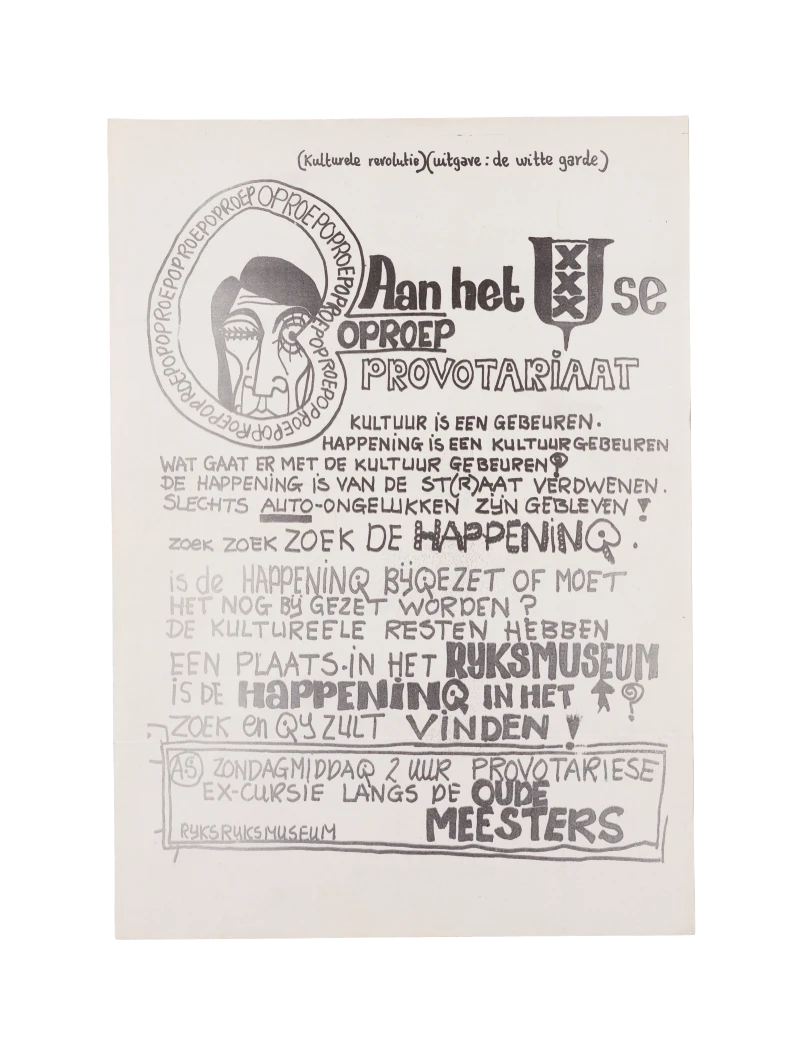 (Kulturele revolutie)(uitgave: de witte garde)
OPROEPOPROEPOPROEPOPROEPOPROEPOPROEPOPROEPOPROEPOPROEPOPROEP
Aan het XXX se
OPROEP
PROVOTARIAAT
KULTUUR IS EEN GEBEUREN.
HAPPENING IS EEN KULTUURGEBEUREN
WAT GAAT ER MET DE KULTUUR GEBEUREN?
DE HAPPENING IS VAN DE ST(R)AAT VERDWENEN.
SLECHTS AUTO-ONGELUKKEN ZIJN GEBLEVEN!
ZOEK ZOEK ZOEK DE HAPPENING.
is de HAPPENING BIJGEZET OF MOET
HET NOG BIJ GEZET WORDEN?
DE KULTUREELE RESTEN HEBBEN
EEN PLAATS.IN HET RIJKSMUSEUM
IS DE HAPPENING IN HET ↑?
ZOEK en GIJ ZULT VINDEN!
A.S ZONDAGMIDDAG 2 UUR PROVOTARIESE
EX-CURSIE LANGS DE OUDE
MEESTERS
RIJKSRIJKSMUSEUM